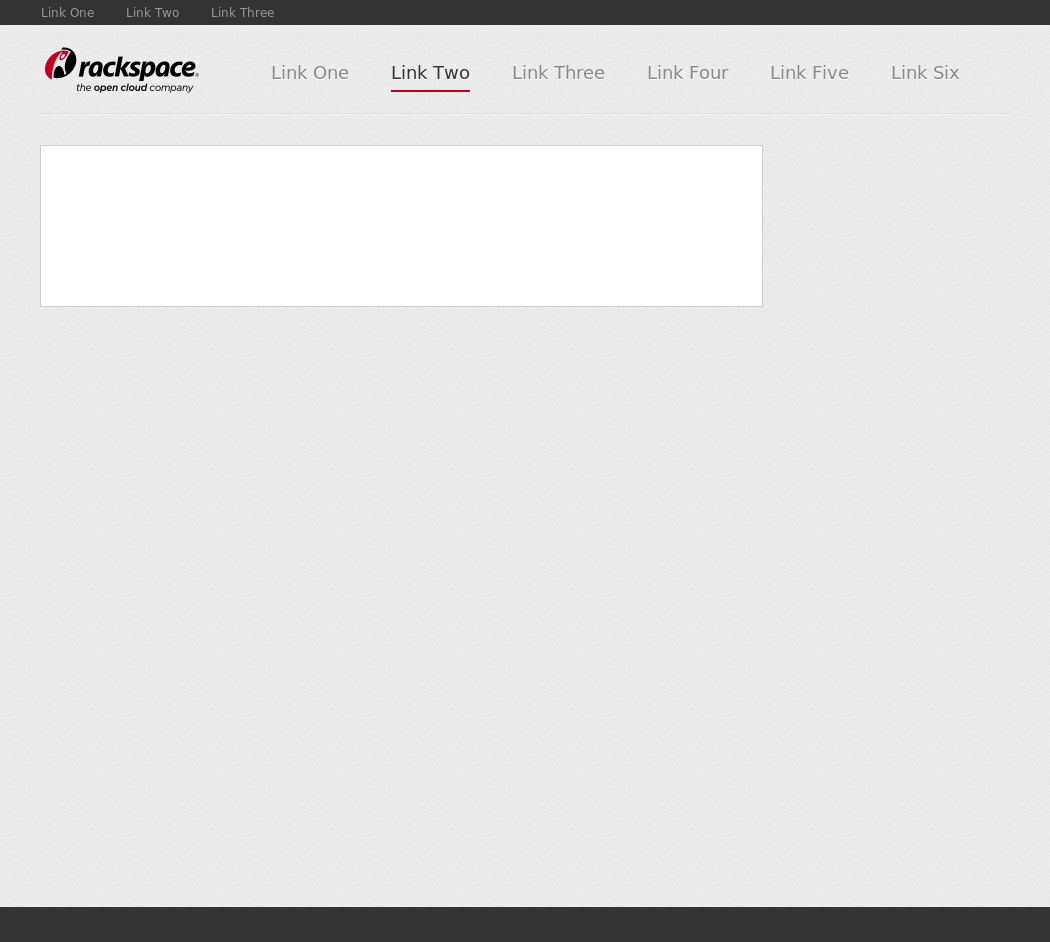 Link One Link Two Link Three
rackspace®
the open cloud company
Link One Link Two Link Three Link Four Link Five Link Six